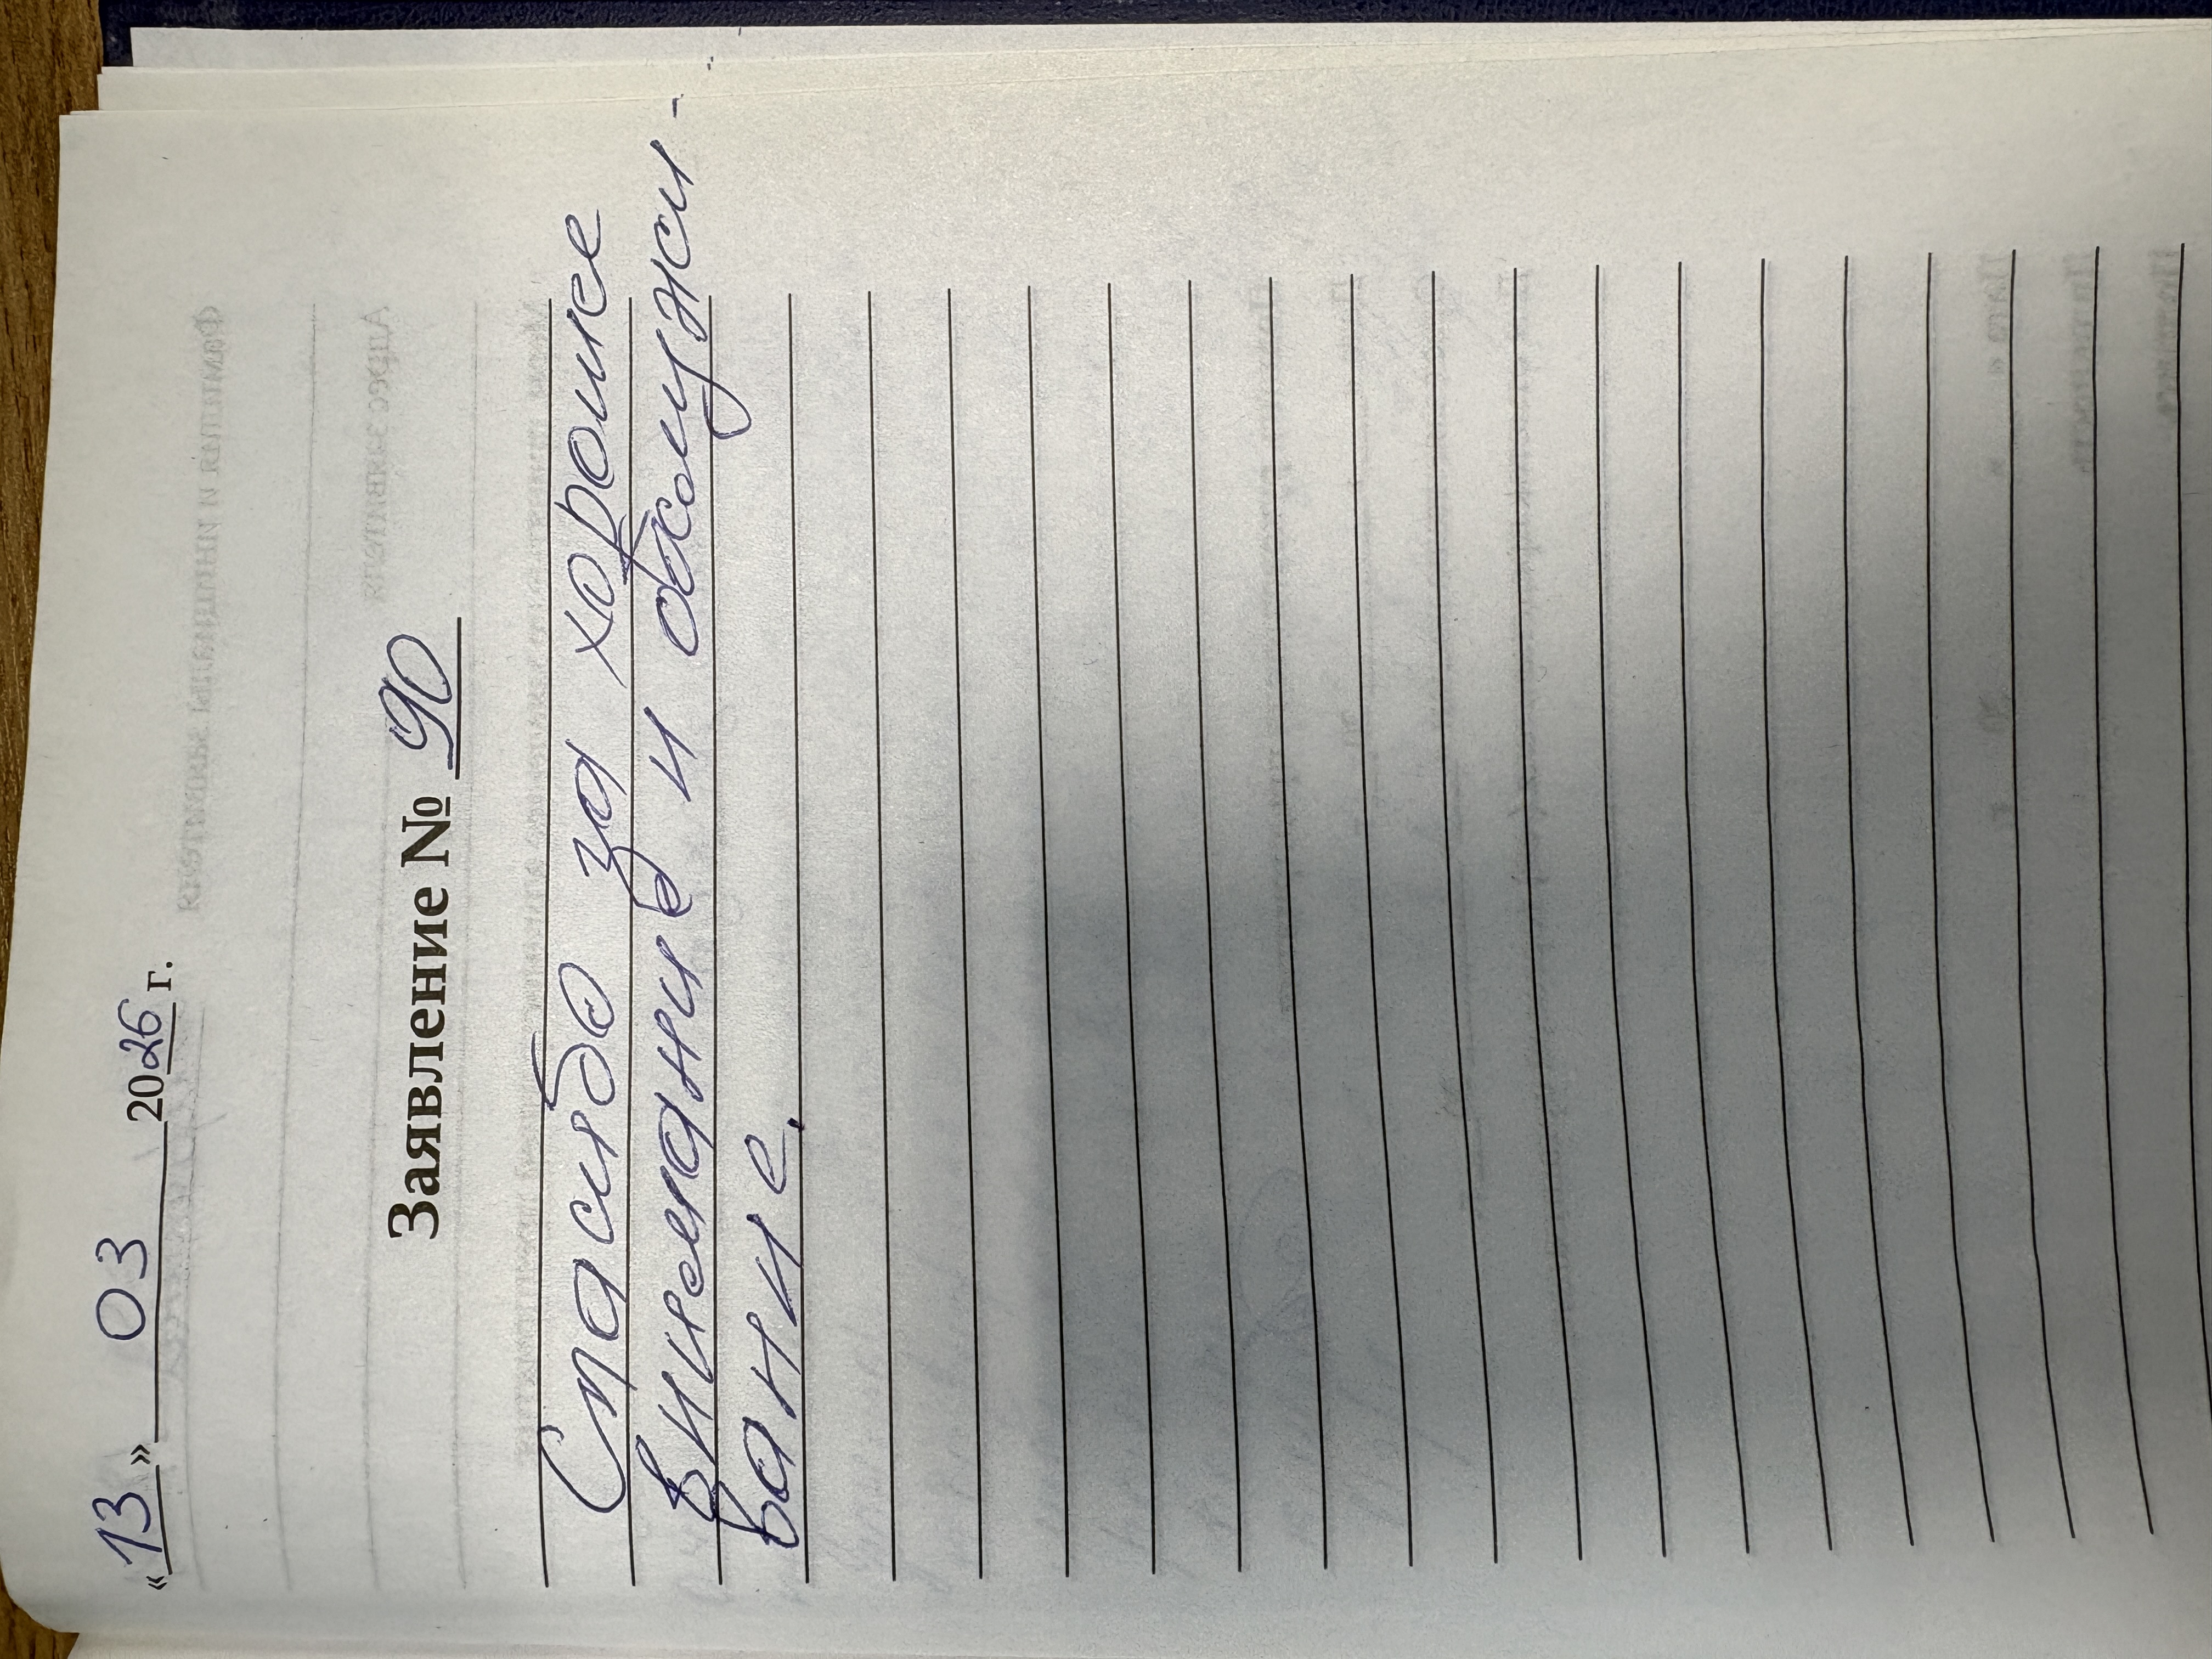 «13» 03 2026 г.
Заявление № 90
Спасибо за хорошее
внимание и обслужи-
вание.